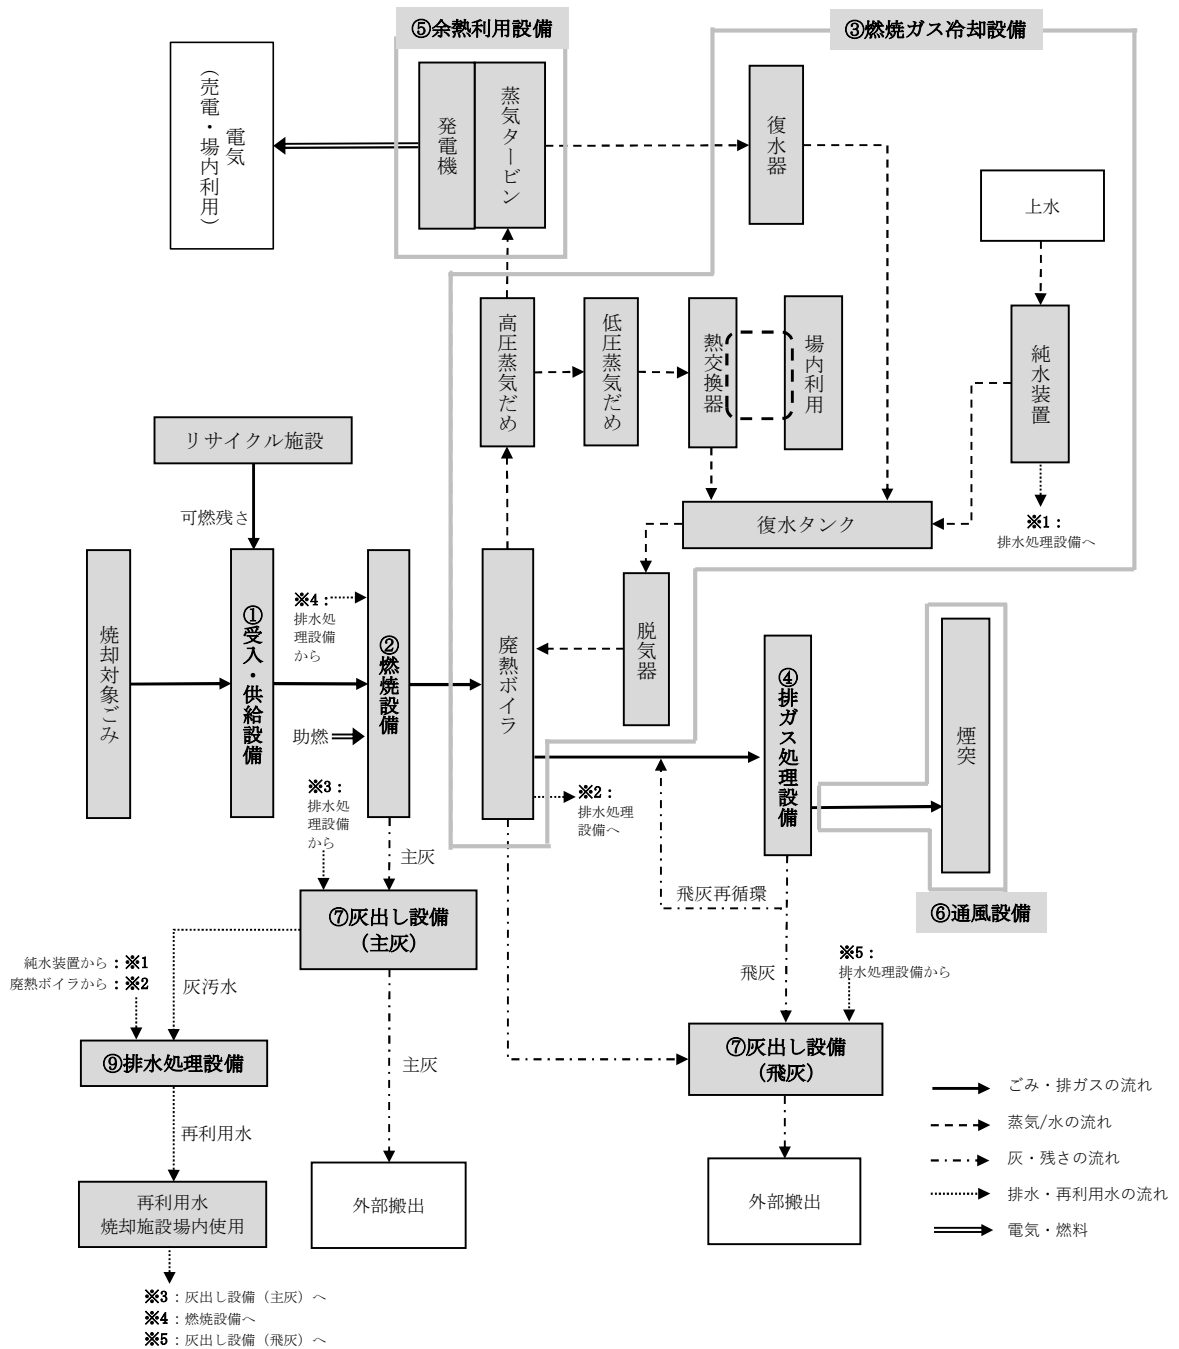 ⑤余熱利用設備
③燃焼ガス冷却設備
電気
（売電・場内利用）
発電機
蒸気タービン
復水器
上水
高圧蒸気だめ
低圧蒸気だめ
熱交換器
場内利用
純水装置
リサイクル施設
可燃残さ
復水タンク
※1：
排水処理設備へ
焼却対象ごみ
①受入・供給設備
※4：
排水処
理設備
から
②燃焼設備
助燃
※3：
排水処
理設備
から
廃熱ボイラ
脱気器
※2：
排水処理
設備へ
④排ガス処理設備
煙突
⑥通風設備
主灰
⑦灰出し設備
（主灰）
飛灰再循環
飛灰
※5：
排水処理設備から
純水装置から：※1
廃熱ボイラから：※2
灰汚水
⑨排水処理設備
主灰
⑦灰出し設備
（飛灰）
再利用水
再利用水
焼却施設場内使用
外部搬出
外部搬出
ごみ・排ガスの流れ
蒸気/水の流れ
灰・残さの流れ
排水・再利用水の流れ
電気・燃料
※3：灰出し設備（主灰）へ
※4：燃焼設備へ
※5：灰出し設備（飛灰）へ